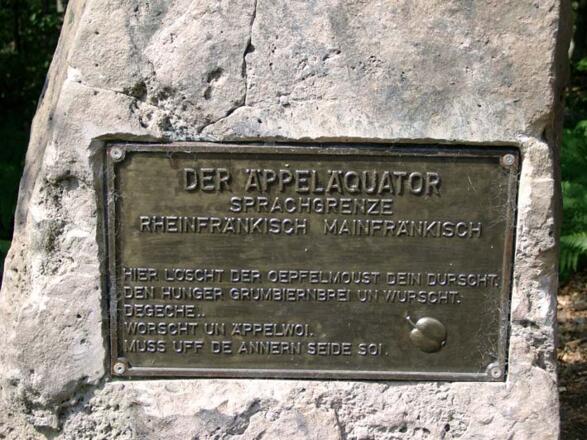 DER ÄPPELÄQUATOR
SPRACHGRENZE
RHEINFRÄNKISCH MAINFRÄNKISCH
HIER LÖSCHT DER OEPFELMOUST DEIN DURSCHT.
DEN HUNGER GRUMBIERNBREI UN WURSCHT.
DEGECHE..
WORSCHT UN ÄPPELWOI.
MUSS UFF DE ANNERN SEIDE SOI.